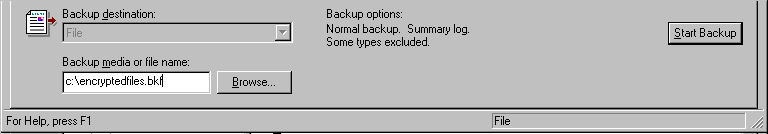 Backup destination:
File
Backup media or file name:
c:\encryptedfiles.bkf
Browse...
Backup options:
Normal backup. Summary log.
Some types excluded.
Start Backup
For Help, press F1
File